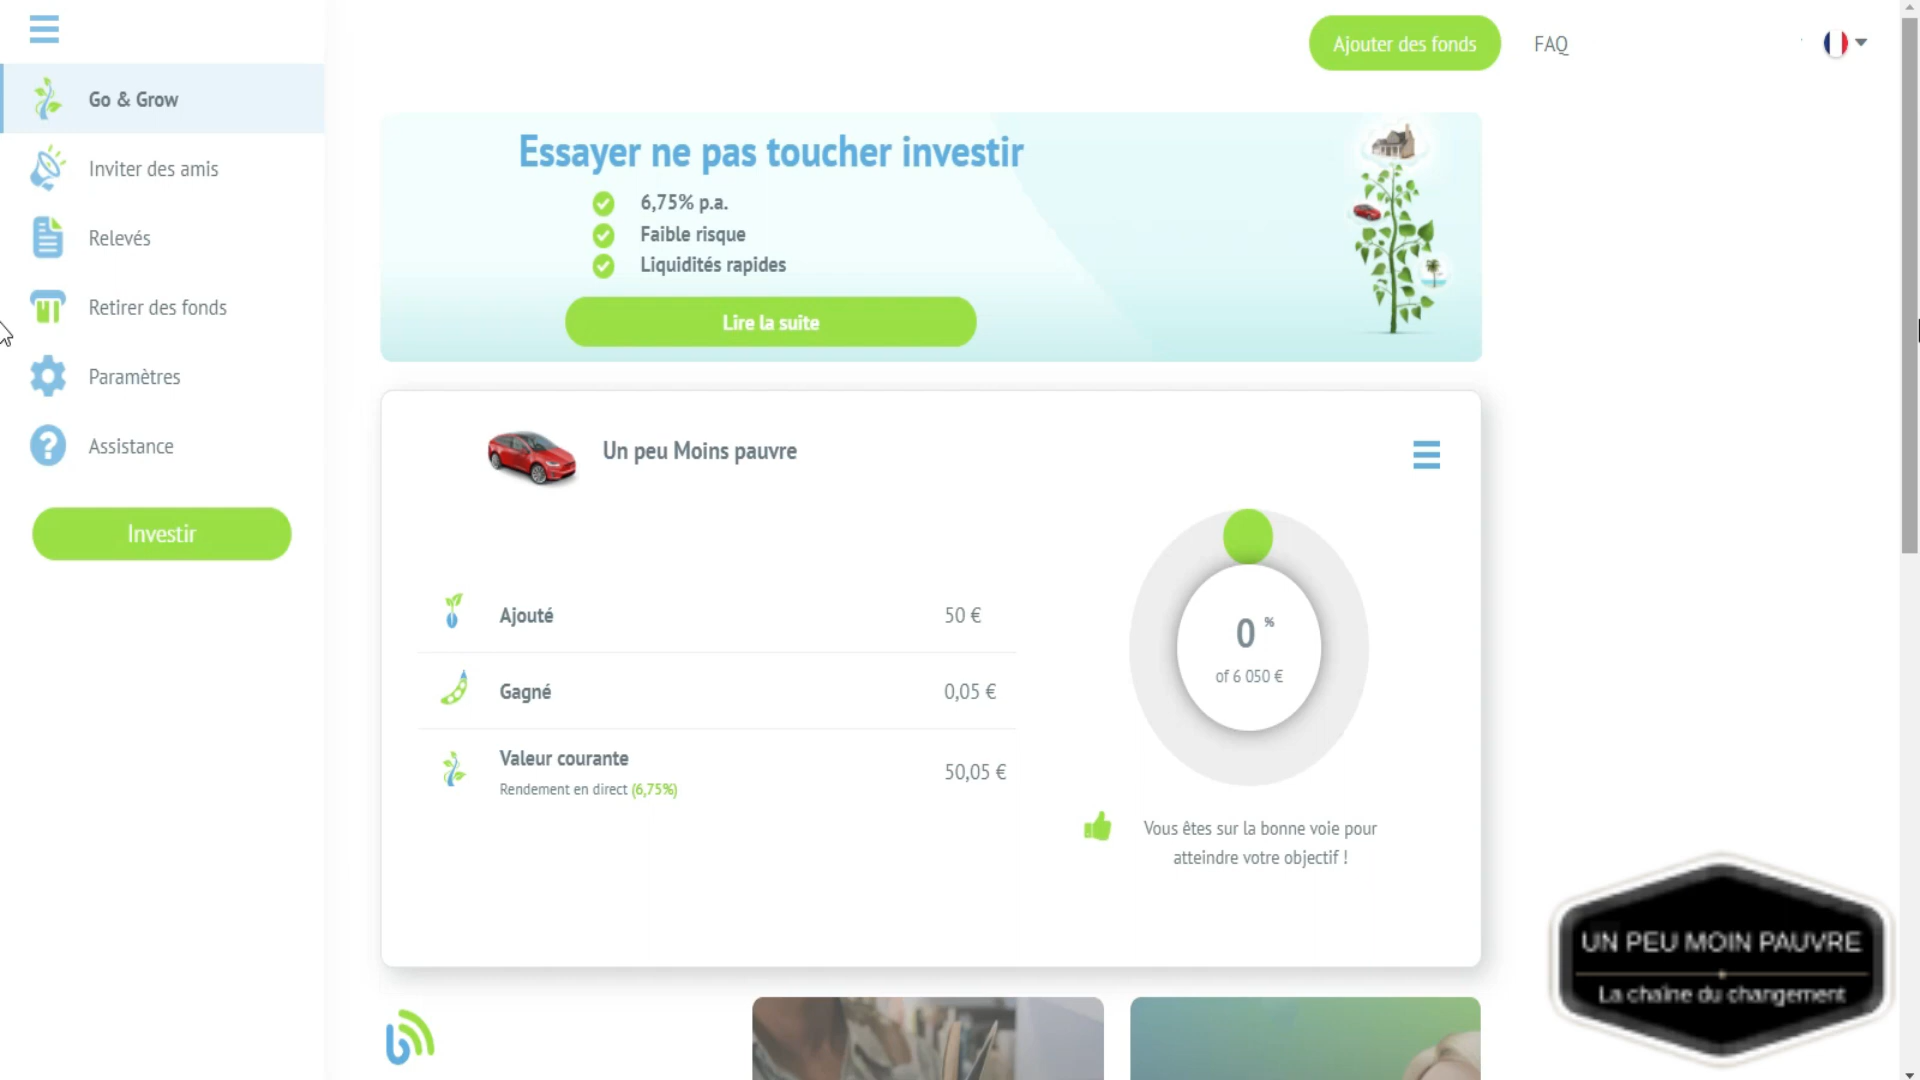 Ajouter des fonds
FAQ
Go & Grow
Inviter des amis
Relevés
Retirer des fonds
Paramètres
Assistance
Investir
Essayer ne pas toucher investir
6,75% p.a.
Faible risque
Liquidités rapides
Lire la suite
Un peu Moins pauvre
Ajouté
50 €
Gagné
0,05 €
Valeur courante
Rendement en direct (6,75%)
50,05 €
0 %
of 6 050 €
Vous êtes sur la bonne voie pour
atteindre votre objectif !
UN PEU MOIN PAUVRE
La chaîne du changement